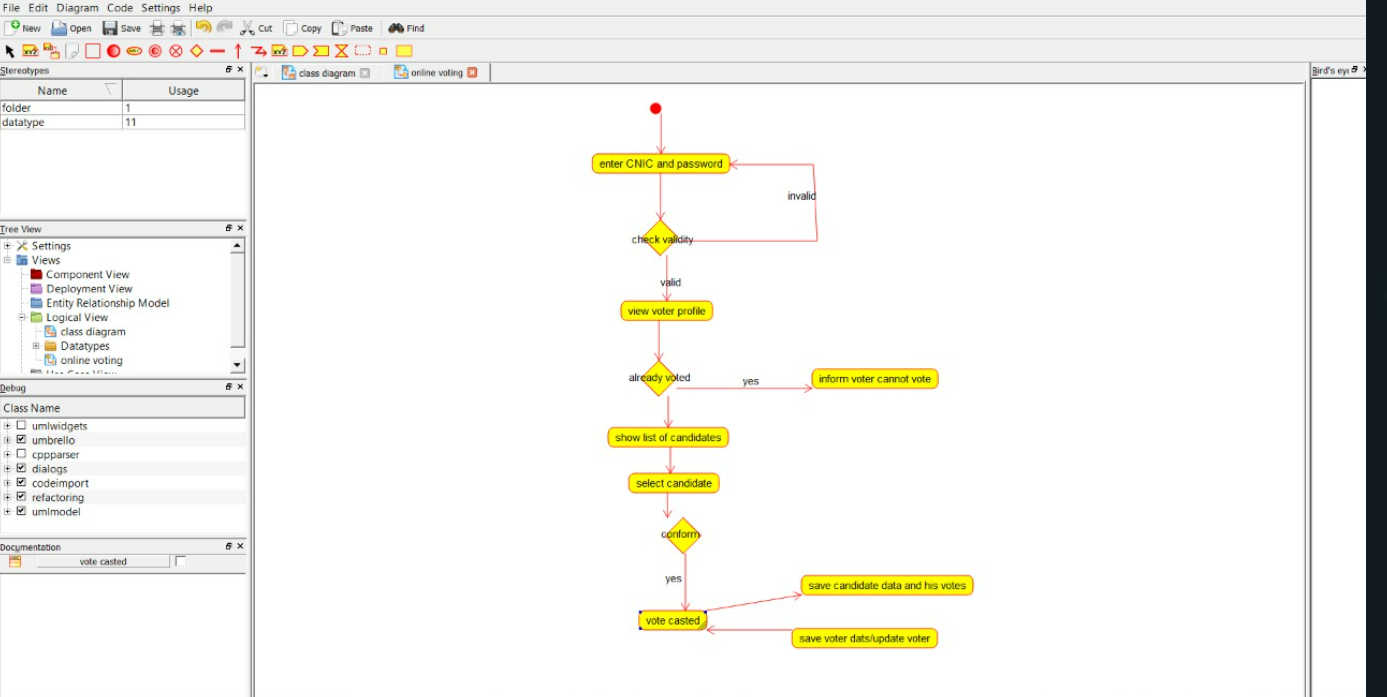 File Edit Diagram Code Settings Help
New Open Save Cut Copy Paste Find
Stereotypes
Name Usage
folder 1
datatype 11
Tree View
Settings
Views
Component View
Deployment View
Entity Relationship Model
Logical View
class diagram
Datatypes
online voting
Debug
Class Name
umlwidgets
umbrello
cppparser
dialogs
codeimport
refactoring
umlmodel
Documentation
vote casted
class diagram online voting
enter CNIC and password
invalid
check validity
valid
view voter profile
already voted
yes
inform voter cannot vote
show list of candidates
select candidate
conform
yes
save candidate data and his votes
vote casted
save voter dats/update voter
Bird's eye